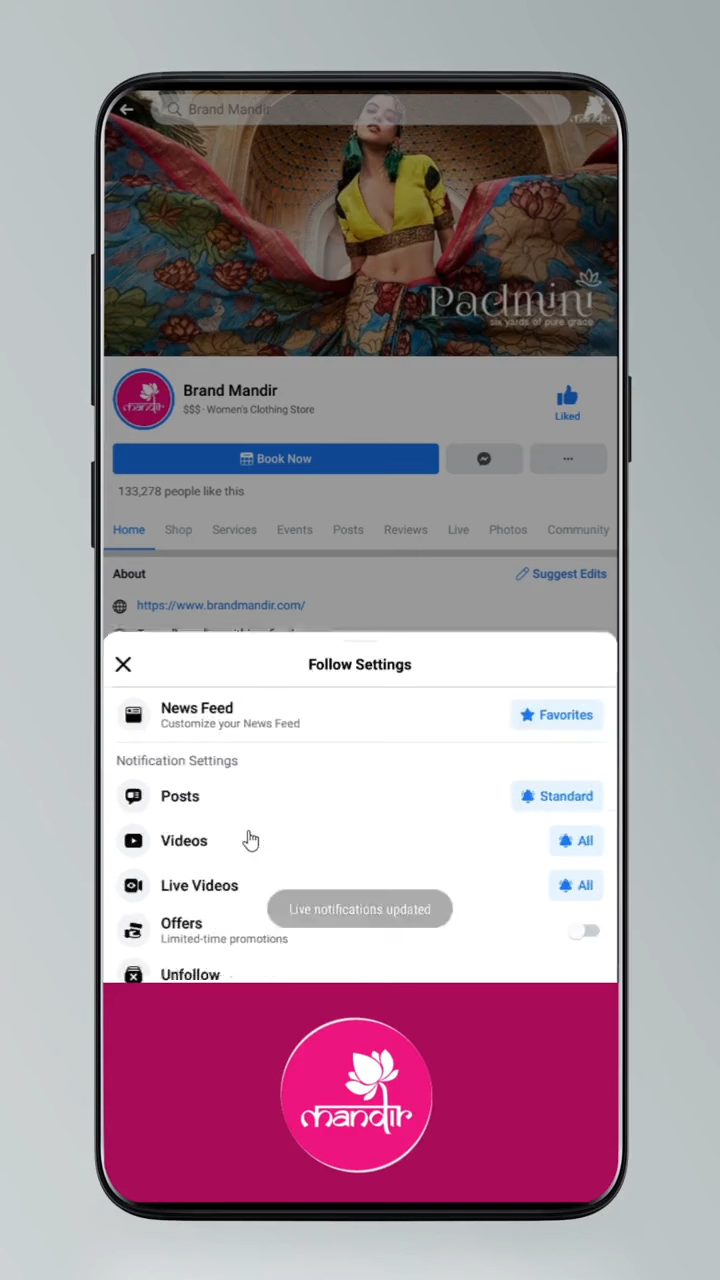 Brand Mandir
Padmini
six yards of pure grace
mandir
Brand Mandir
$$$ · Women's Clothing Store
Liked
Book Now
133,278 people like this
Home Shop Services Events Posts Reviews Live Photos Community
About
Suggest Edits
https://www.brandmandir.com/
Follow Settings
News Feed
Customize your News Feed
Favorites
Notification Settings
Posts
Standard
Videos
All
Live Videos
All
Live notifications updated
Offers
Limited-time promotions
Unfollow
mandir